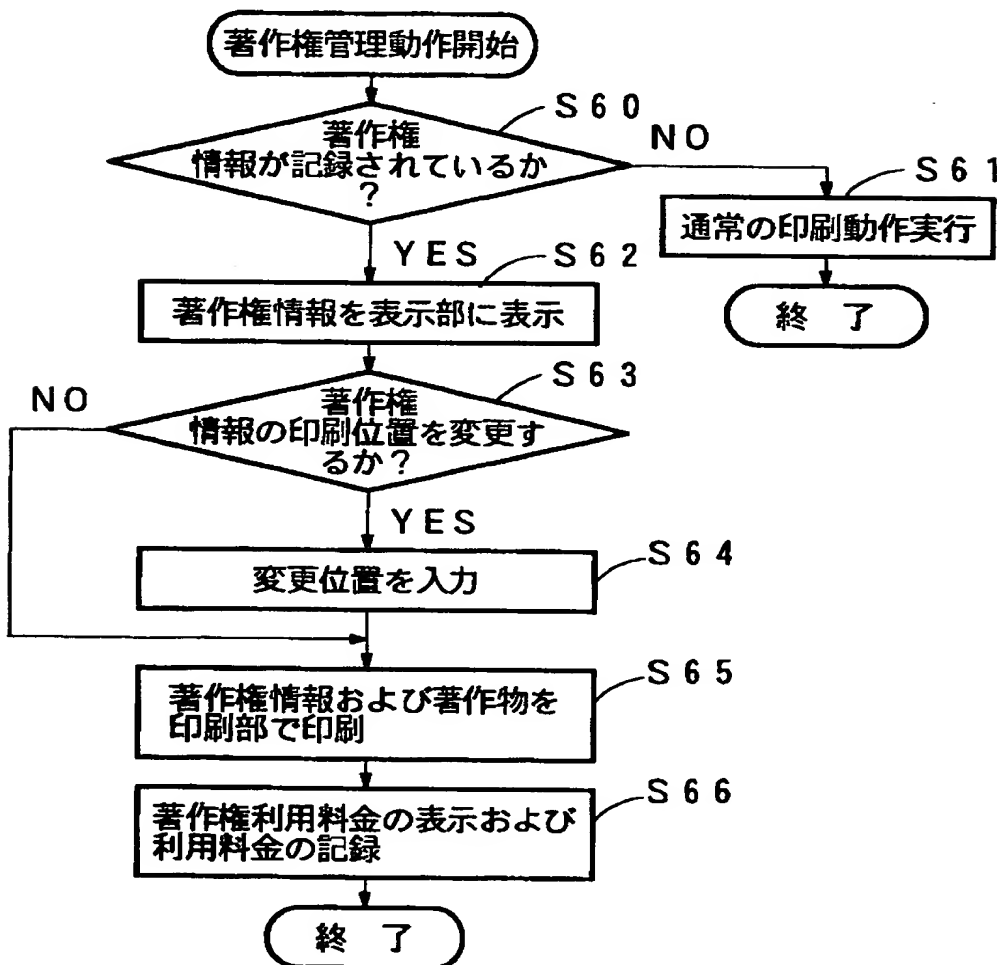 著作権管理動作開始
S60
著作権
情報が記録されているか
?
NO
S61
通常の印刷動作実行
終 了
YES
S62
著作権情報を表示部に表示
S63
NO
著作権
情報の印刷位置を変更す
るか?
YES
S64
変更位置を入力
S65
著作権情報および著作物を
印刷部で印刷
S66
著作権利用料金の表示および
利用料金の記録
終 了